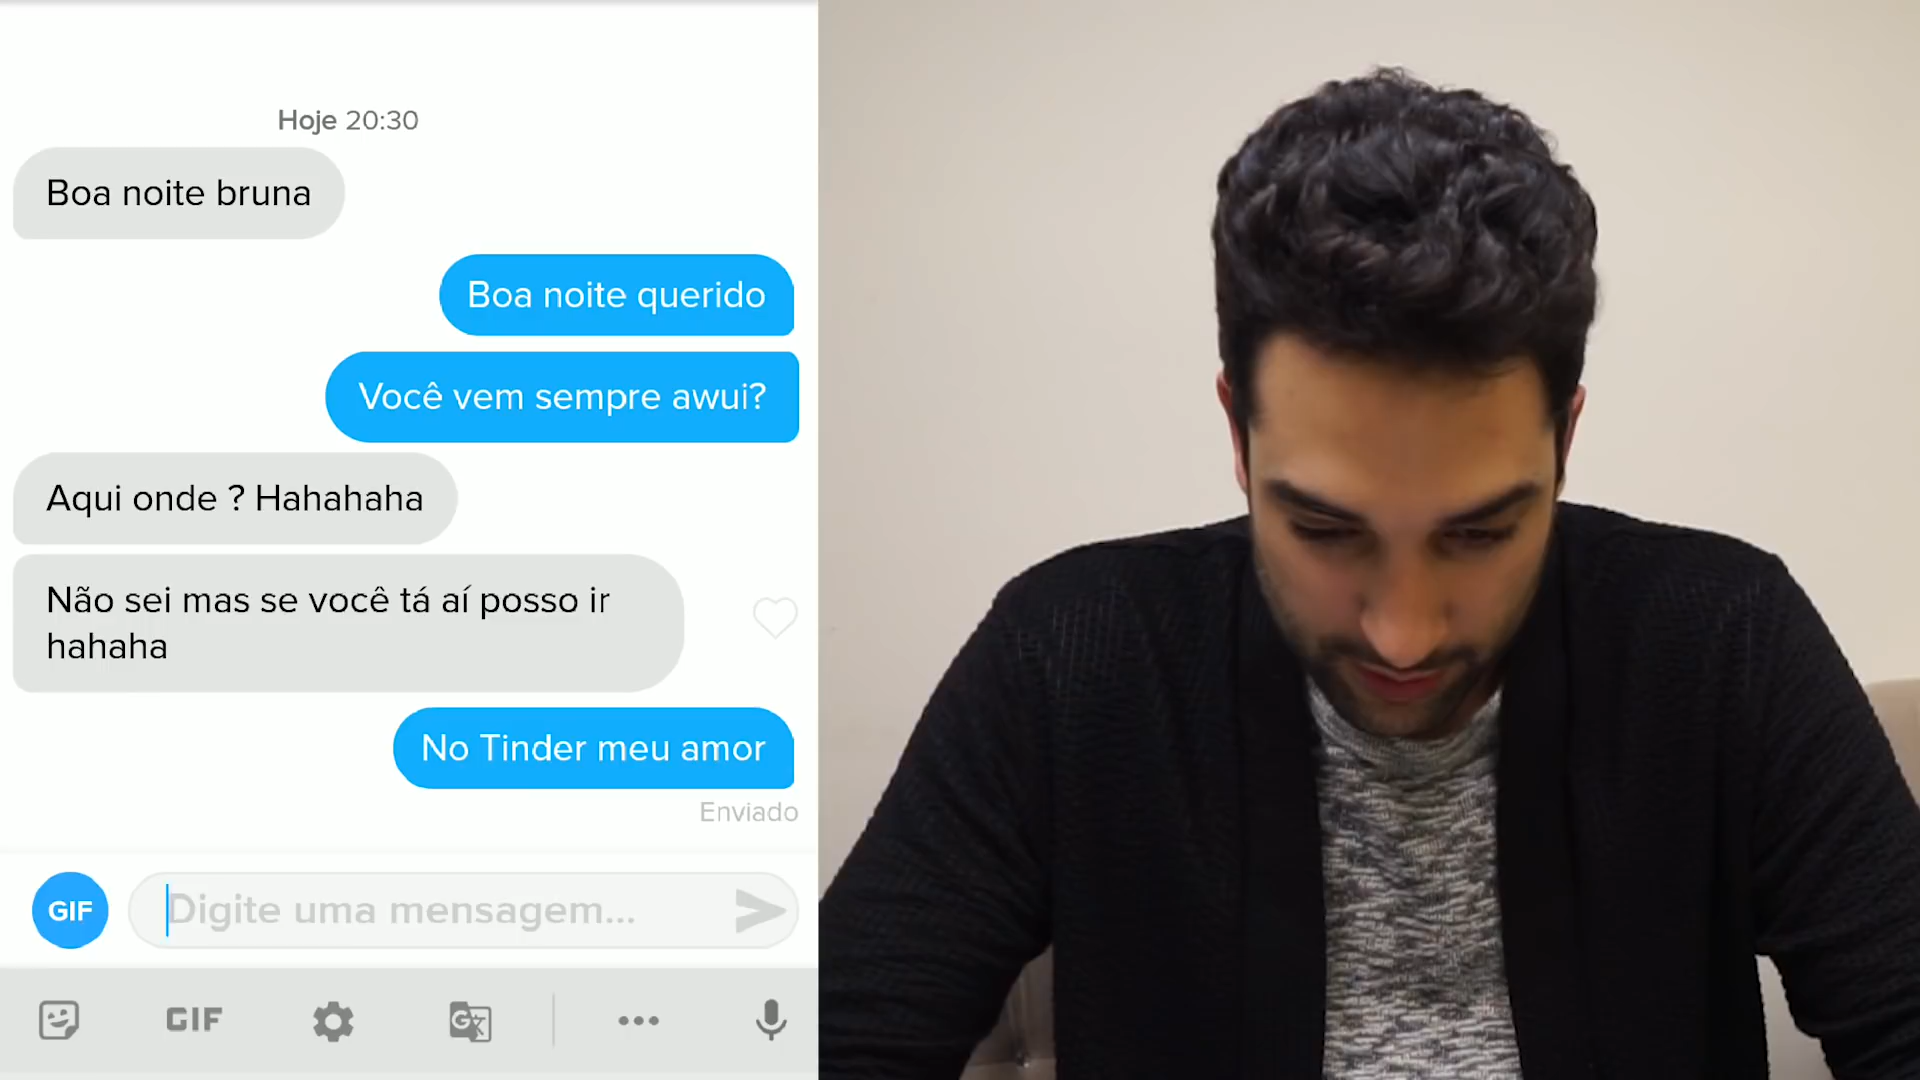 Hoje 20:30
Boa noite bruna
Boa noite querido
Você vem sempre awui?
Aqui onde ? Hahahaha
Não sei mas se você tá aí posso ir
hahaha
No Tinder meu amor
Enviado
GIF
Digite uma mensagem...
GIF
G